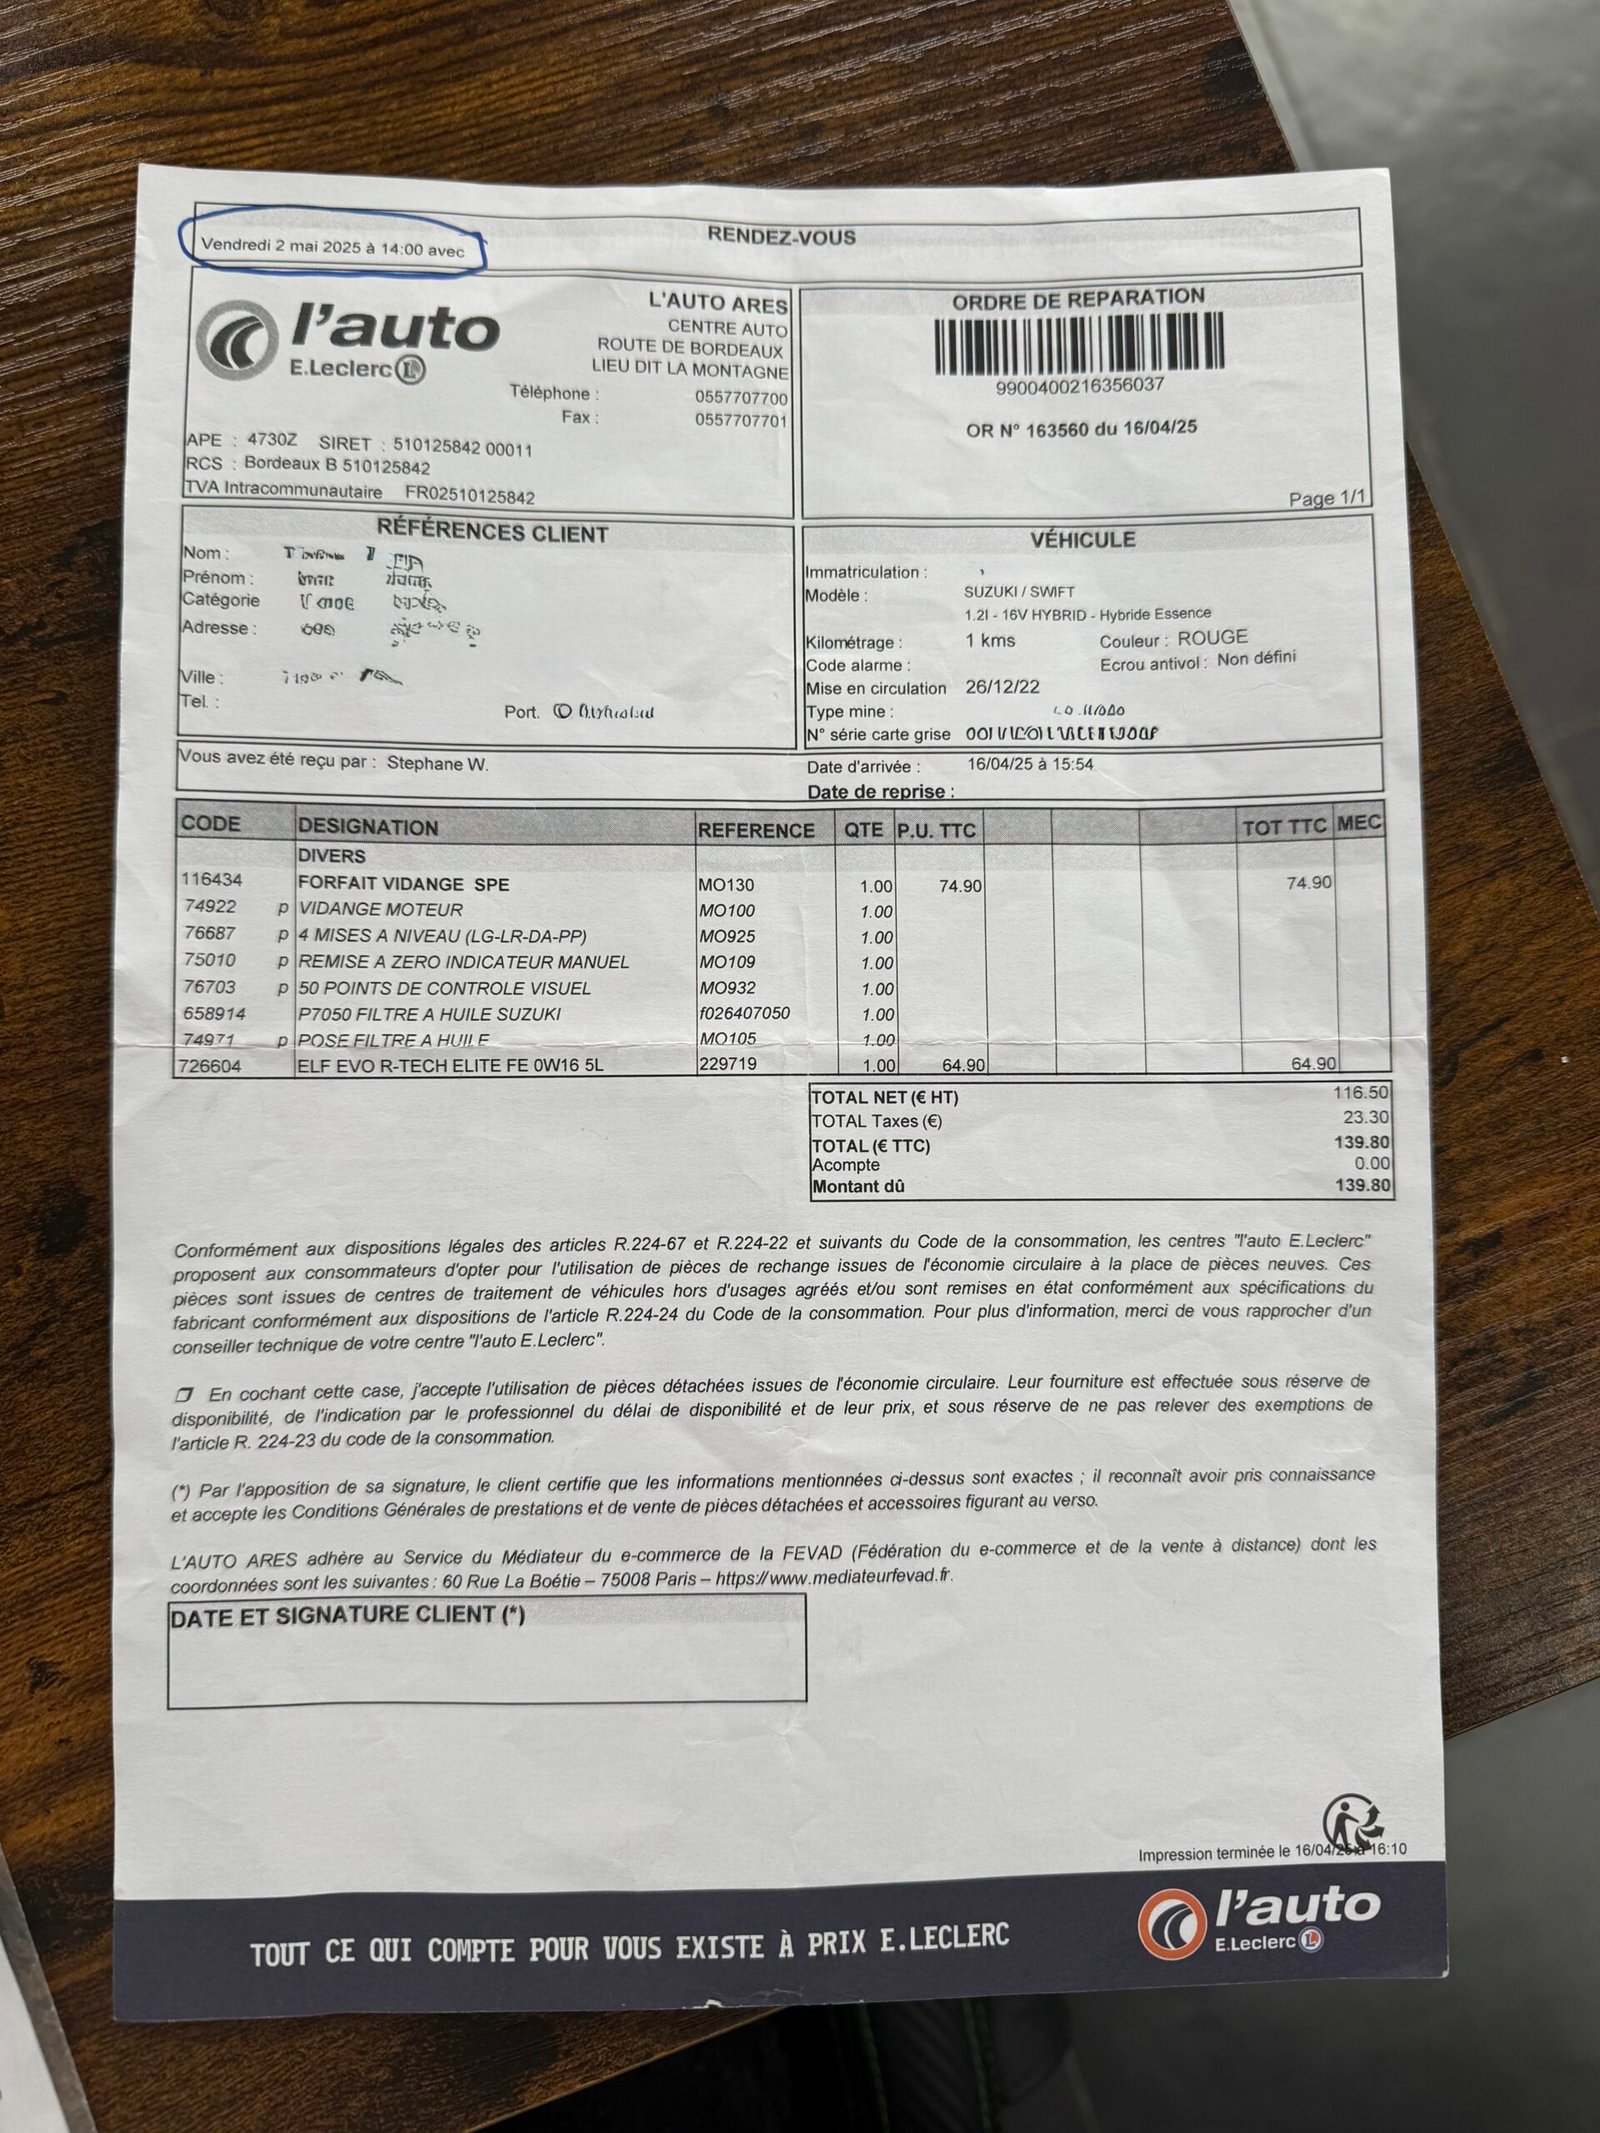 RENDEZ-VOUS
Vendredi 2 mai 2025 à 14:00 avec
l'auto
E.Leclerc L
L'AUTO ARES
CENTRE AUTO
ROUTE DE BORDEAUX
LIEU DIT LA MONTAGNE
Téléphone : 0557707700
Fax : 0557707701
APE : 4730Z SIRET : 510125842 00011
RCS : Bordeaux B 510125842
TVA Intracommunautaire FR02510125842
ORDRE DE REPARATION
9900400216356037
OR N° 163560 du 16/04/25
Page 1/1
RÉFÉRENCES CLIENT
Nom :
Prénom :
Catégorie
Adresse :
Ville :
Tel. :
Port.
VÉHICULE
Immatriculation :
Modèle : SUZUKI / SWIFT
1.2I - 16V HYBRID - Hybride Essence
Kilométrage : 1 kms Couleur : ROUGE
Code alarme : Ecrou antivol : Non défini
Mise en circulation 26/12/22
Type mine :
N° série carte grise
Vous avez été reçu par : Stephane W.
Date d'arrivée : 16/04/25 à 15:54
Date de reprise :
CODE DESIGNATION REFERENCE QTE P.U. TTC TOT TTC MEC
DIVERS
116434 FORFAIT VIDANGE SPE MO130 1.00 74.90 74.90
74922 p VIDANGE MOTEUR MO100 1.00
76687 p 4 MISES A NIVEAU (LG-LR-DA-PP) MO925 1.00
75010 p REMISE A ZERO INDICATEUR MANUEL MO109 1.00
76703 p 50 POINTS DE CONTROLE VISUEL MO932 1.00
658914 P7050 FILTRE A HUILE SUZUKI f026407050 1.00
74971 p POSE FILTRE A HUILE MO105 1.00
726604 ELF EVO R-TECH ELITE FE 0W16 5L 229719 1.00 64.90 64.90
TOTAL NET (€ HT) 116.50
TOTAL Taxes (€) 23.30
TOTAL (€ TTC) 139.80
Acompte 0.00
Montant dû 139.80
Conformément aux dispositions légales des articles R.224-67 et R.224-22 et suivants du Code de la consommation, les centres "l'auto E.Leclerc"
proposent aux consommateurs d'opter pour l'utilisation de pièces de rechange issues de l'économie circulaire à la place de pièces neuves. Ces
pièces sont issues de centres de traitement de véhicules hors d'usages agréés et/ou sont remises en état conformément aux spécifications du
fabricant conformément aux dispositions de l'article R.224-24 du Code de la consommation. Pour plus d'information, merci de vous rapprocher d'un
conseiller technique de votre centre "l'auto E.Leclerc".
❒ En cochant cette case, j'accepte l'utilisation de pièces détachées issues de l'économie circulaire. Leur fourniture est effectuée sous réserve de
disponibilité, de l'indication par le professionnel du délai de disponibilité et de leur prix, et sous réserve de ne pas relever des exemptions de
l'article R. 224-23 du code de la consommation.
(*) Par l'apposition de sa signature, le client certifie que les informations mentionnées ci-dessus sont exactes ; il reconnaît avoir pris connaissance
et accepte les Conditions Générales de prestations et de vente de pièces détachées et accessoires figurant au verso.
L'AUTO ARES adhère au Service du Médiateur du e-commerce de la FEVAD (Fédération du e-commerce et de la vente à distance) dont les
coordonnées sont les suivantes : 60 Rue La Boétie – 75008 Paris – https://www.mediateurfevad.fr.
DATE ET SIGNATURE CLIENT (*)
Impression terminée le 16/04/25 à 16:10
TOUT CE QUI COMPTE POUR VOUS EXISTE À PRIX E.LECLERC
l'auto
E.Leclerc L